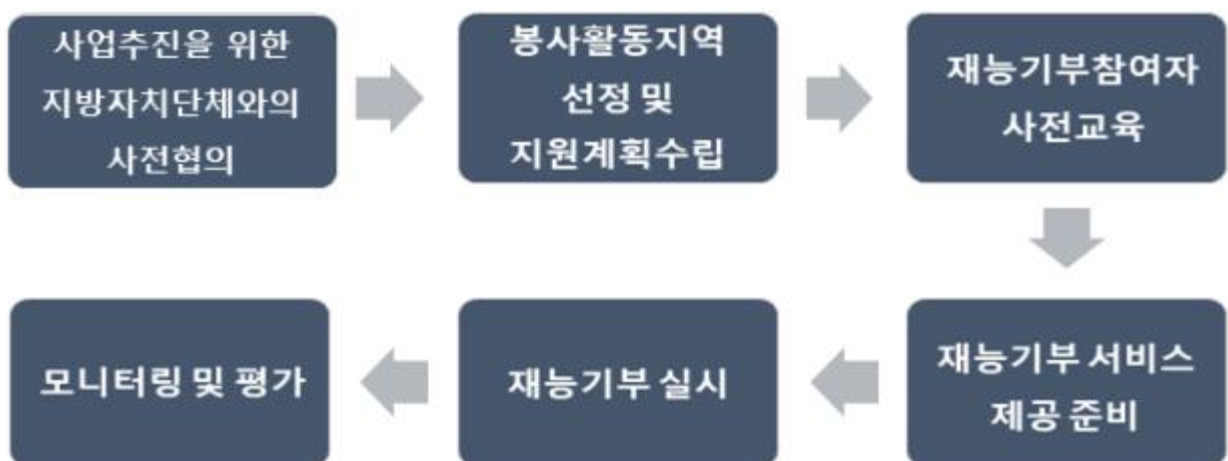 사업추진을 위한
지방자치단체와의
사전협의
봉사활동지역
선정 및
지원계획수립
재능기부참여자
사전교육
재능기부 서비스
제공 준비
재능기부 실시
모니터링 및 평가